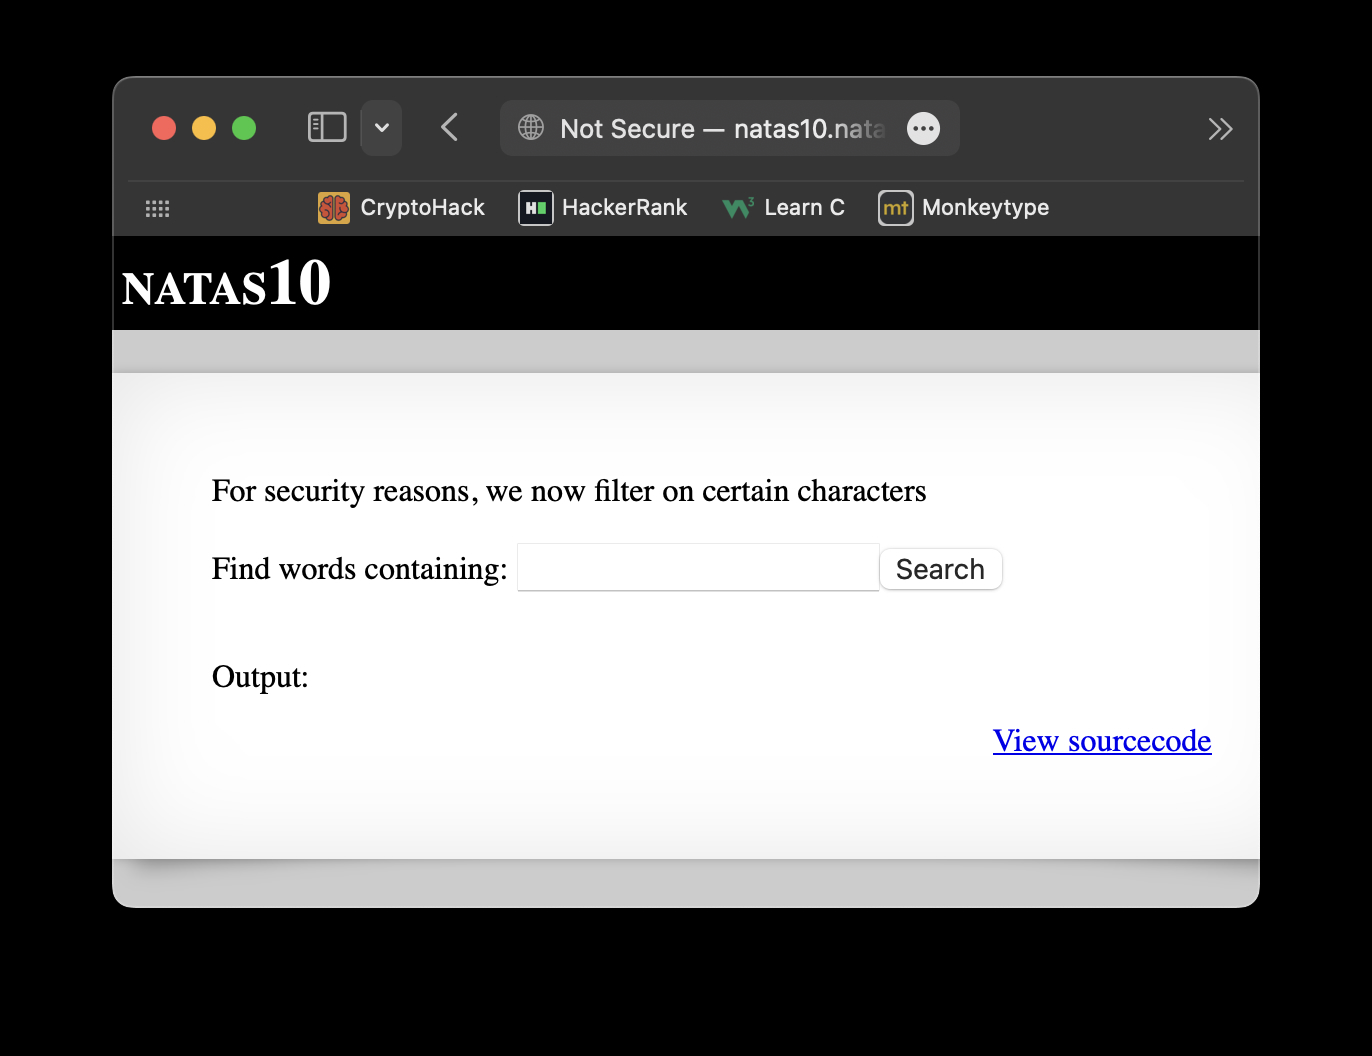 Not Secure — natas10.nata
CryptoHack HackerRank Learn C mt Monkeytype
NATAS10
For security reasons, we now filter on certain characters
Find words containing: Search
Output:
View sourcecode